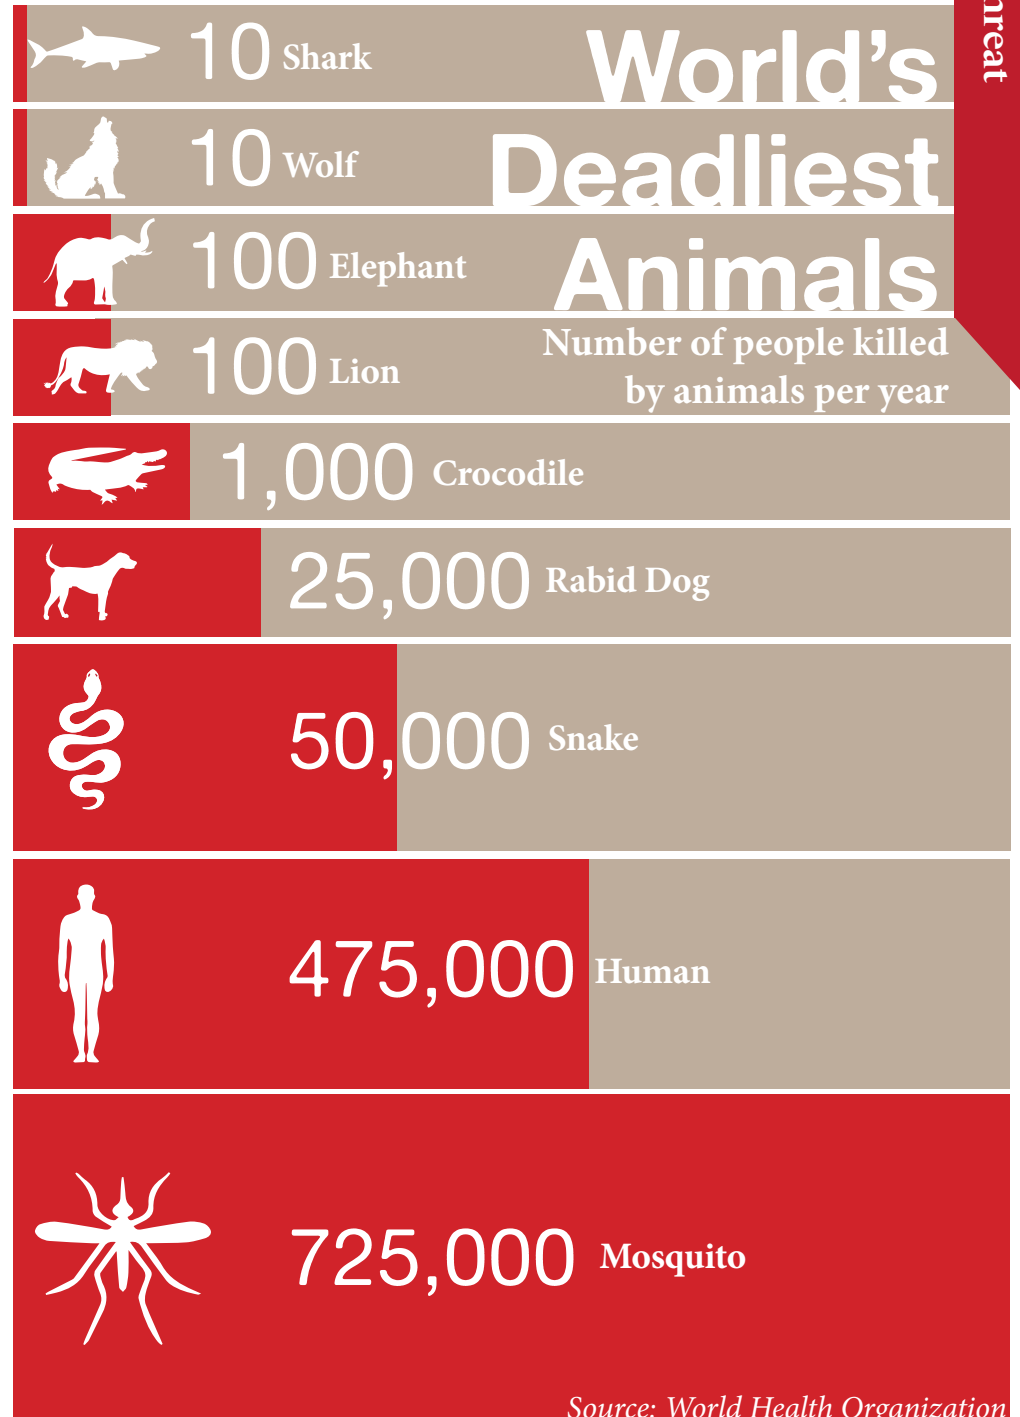 10 Shark
World's
10 Wolf
Deadliest
100 Elephant
Animals
100 Lion
Number of people killed
by animals per year
1,000 Crocodile
25,000 Rabid Dog
50,000 Snake
475,000 Human
725,000 Mosquito
Source: World Health Organization